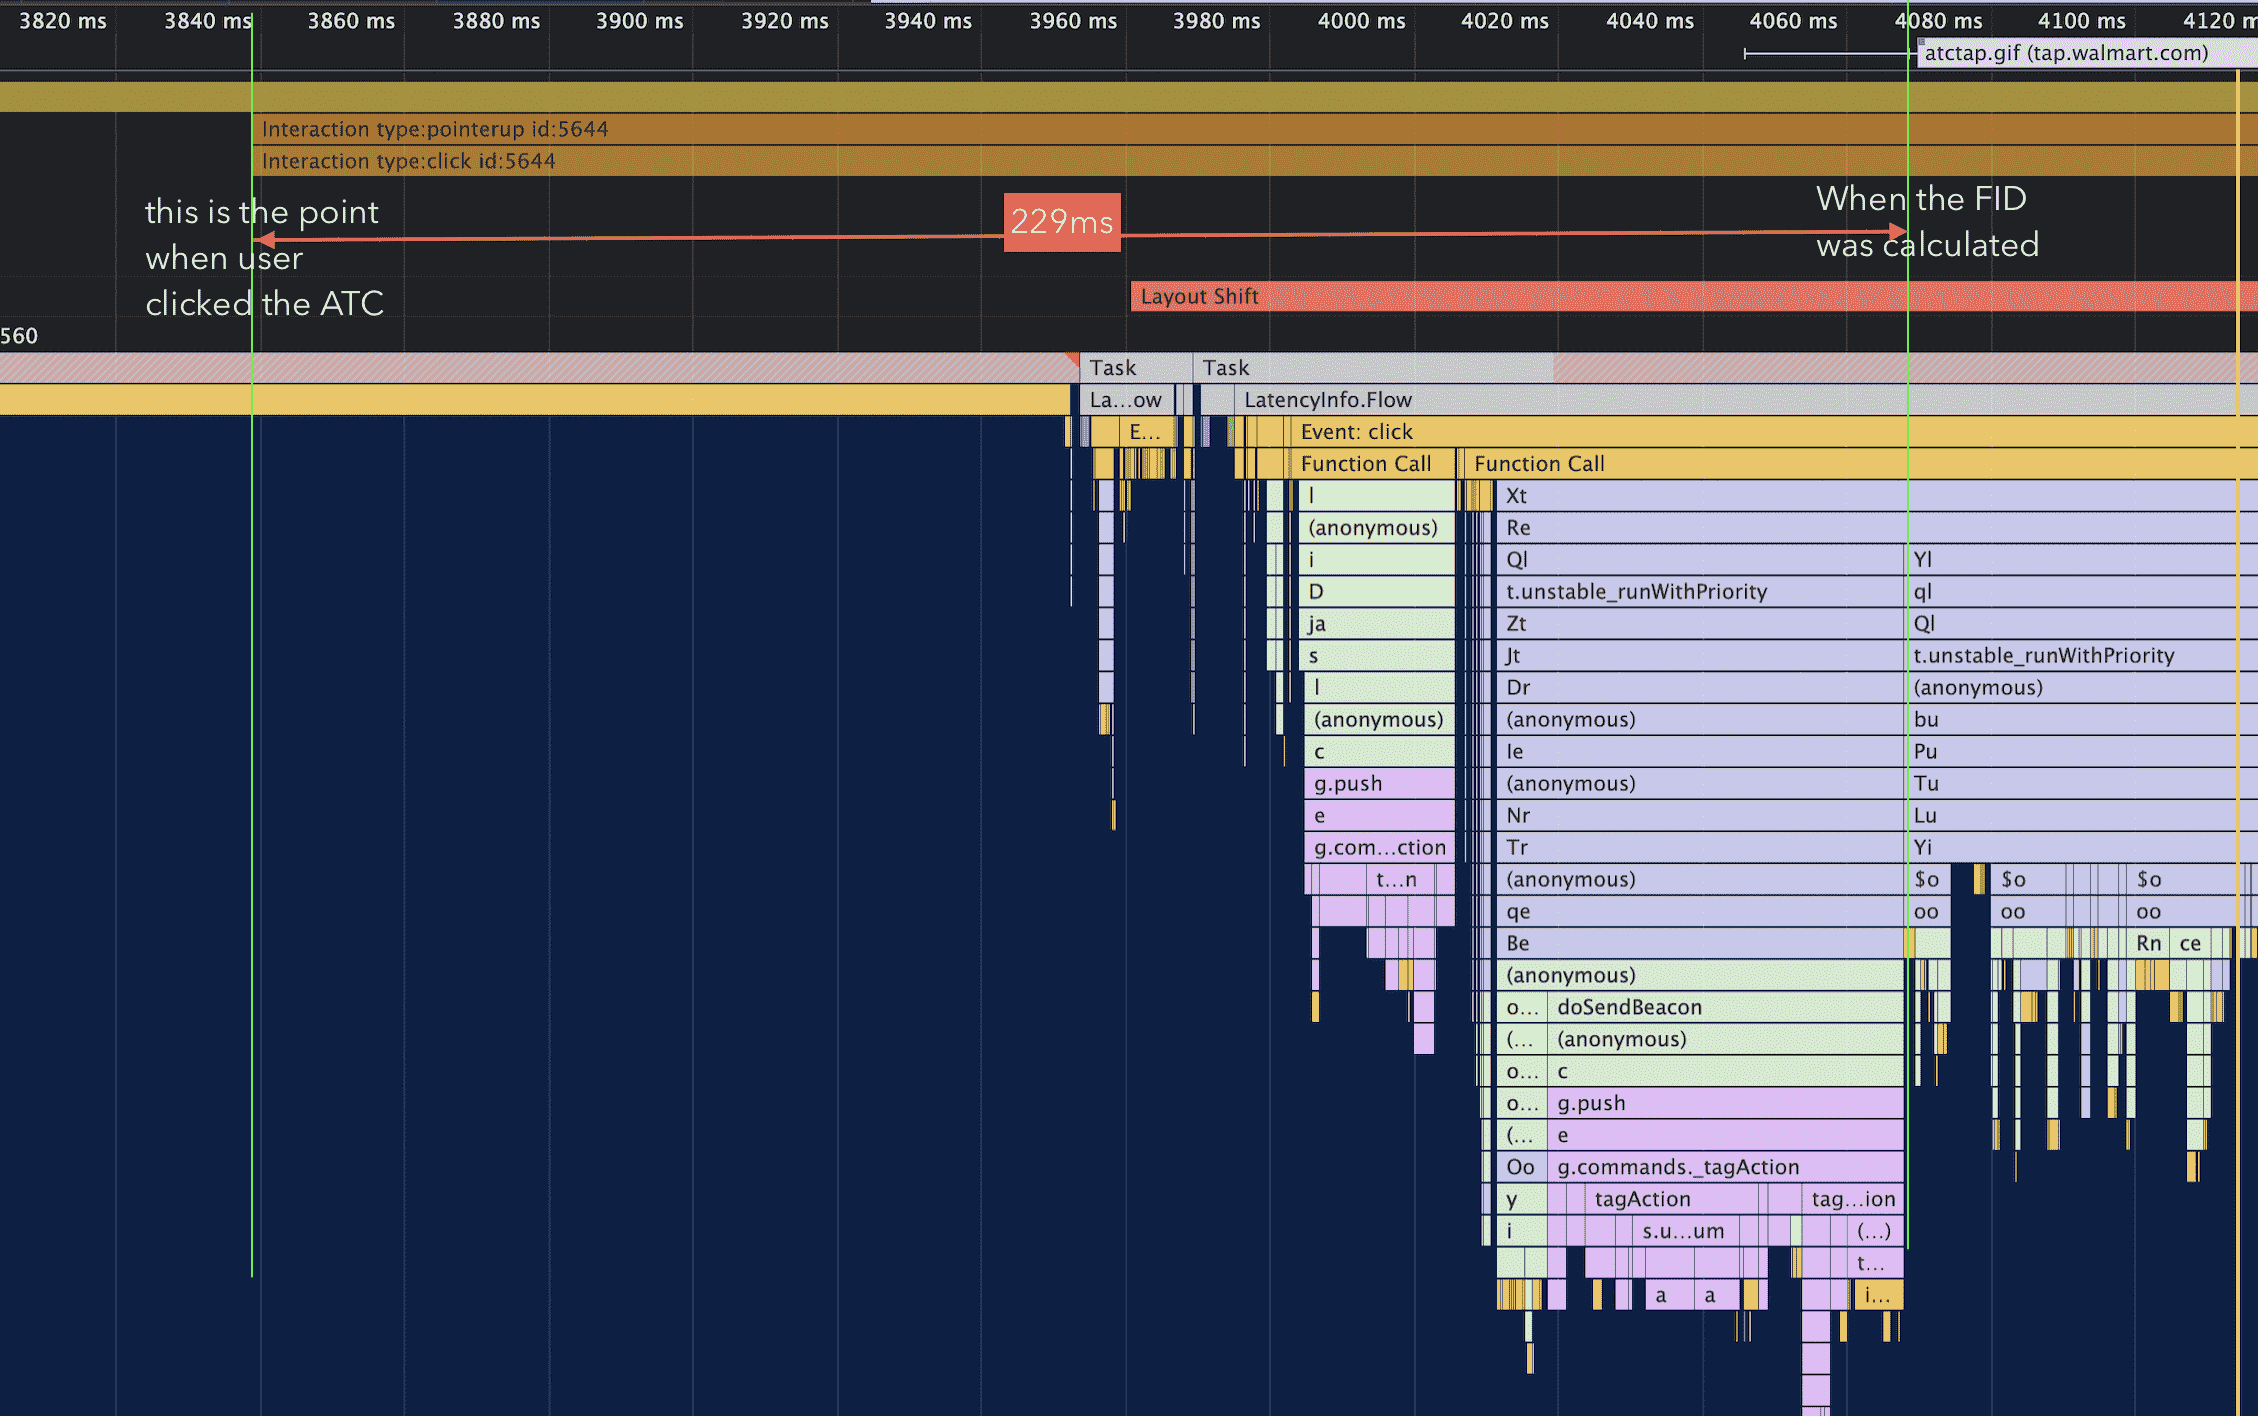 3820 ms 3840 ms 3860 ms 3880 ms 3900 ms 3920 ms 3940 ms 3960 ms 3980 ms 4000 ms 4020 ms 4040 ms 4060 ms 4080 ms 4100 ms 4120 m
atctap.gif (tap.walmart.com)
Interaction type:pointerup id:5644
Interaction type:click id:5644
this is the point
when user
clicked the ATC
229ms
When the FID
was calculated
Layout Shift
560
Task Task
La...ow LatencyInfo.Flow
E... Event: click
Function Call Function Call
l Xt
(anonymous) Re
i Ql Yl
D t.unstable_runWithPriority ql
ja Zt Ql
s Jt t.unstable_runWithPriority
l Dr (anonymous)
(anonymous) (anonymous) bu
c Ie Pu
g.push (anonymous) Tu
e Nr Lu
g.com...ction Tr Yi
t...n (anonymous) $o $o $o
qe oo oo oo
Be Rn ce
(anonymous)
o... doSendBeacon
(... (anonymous)
o... c
o... g.push
(... e
Oo g.commands._tagAction
y tagAction tag...ion
i s.u...um (...)
t...
a a i...